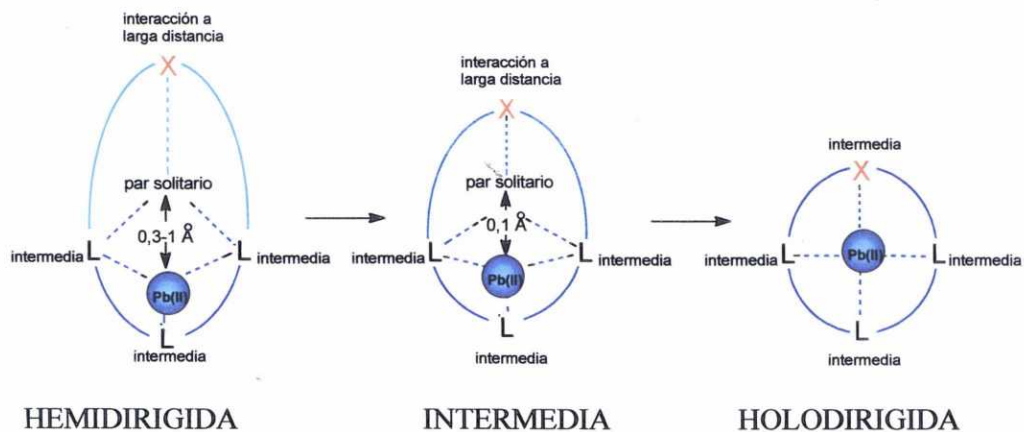 interacción a
larga distancia
X
par solitario
0,3-1 Å
intermedia L
L intermedia
Pb(II)
L
intermedia
HEMIDIRIGIDA
interacción a
larga distancia
X
par solitario
0,1 Å
intermedia L
L intermedia
Pb(II)
L
intermedia
INTERMEDIA
intermedia
X
intermedia L
Pb(II)
L intermedia
L
intermedia
HOLODIRIGIDA